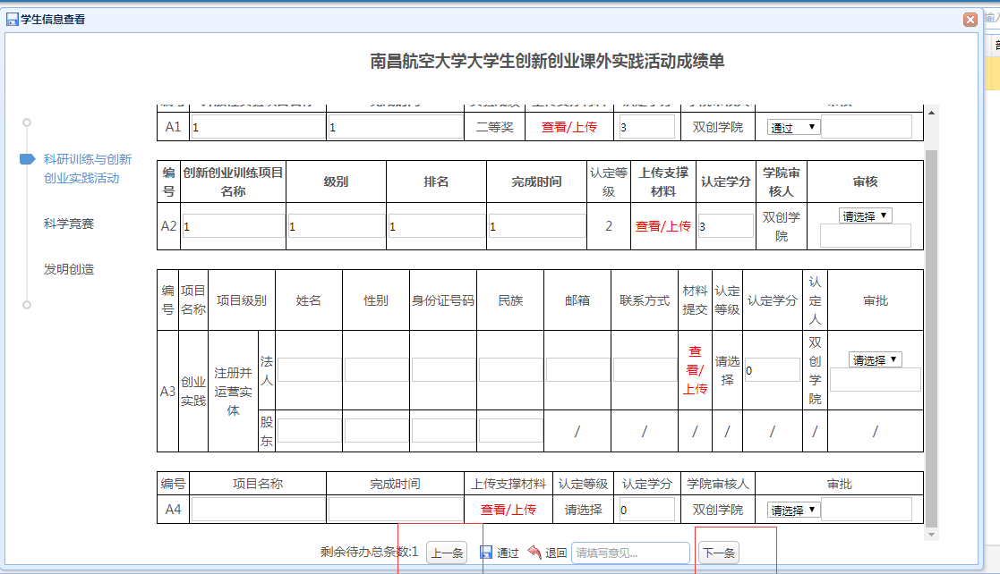 学生信息查看
南昌航空大学大学生创新创业课外实践活动成绩单
科研训练与创新
创业实践活动
科学竞赛
发明创造
A1 1 1 二等奖 查看/上传 3 双创学院 通过
编号 创新创业训练项目名称 级别 排名 完成时间 认定等级 上传支撑材料 认定学分 学院审核人 审核
A2 1 1 1 1 2 查看/上传 3 双创学院 请选择
编号 项目名称 项目级别 姓名 性别 身份证号码 民族 邮箱 联系方式 材料提交 认定等级 认定学分 认定人 审批
A3 创业实践 注册并运营实体 法人 查看/上传 请选择 0 双创学院 请选择
股东 / / / / / / /
编号 项目名称 完成时间 上传支撑材料 认定等级 认定学分 学院审核人 审批
A4 查看/上传 请选择 0 双创学院 请选择
剩余待办总条数:1 上一条 通过 退回 请填写意见... 下一条